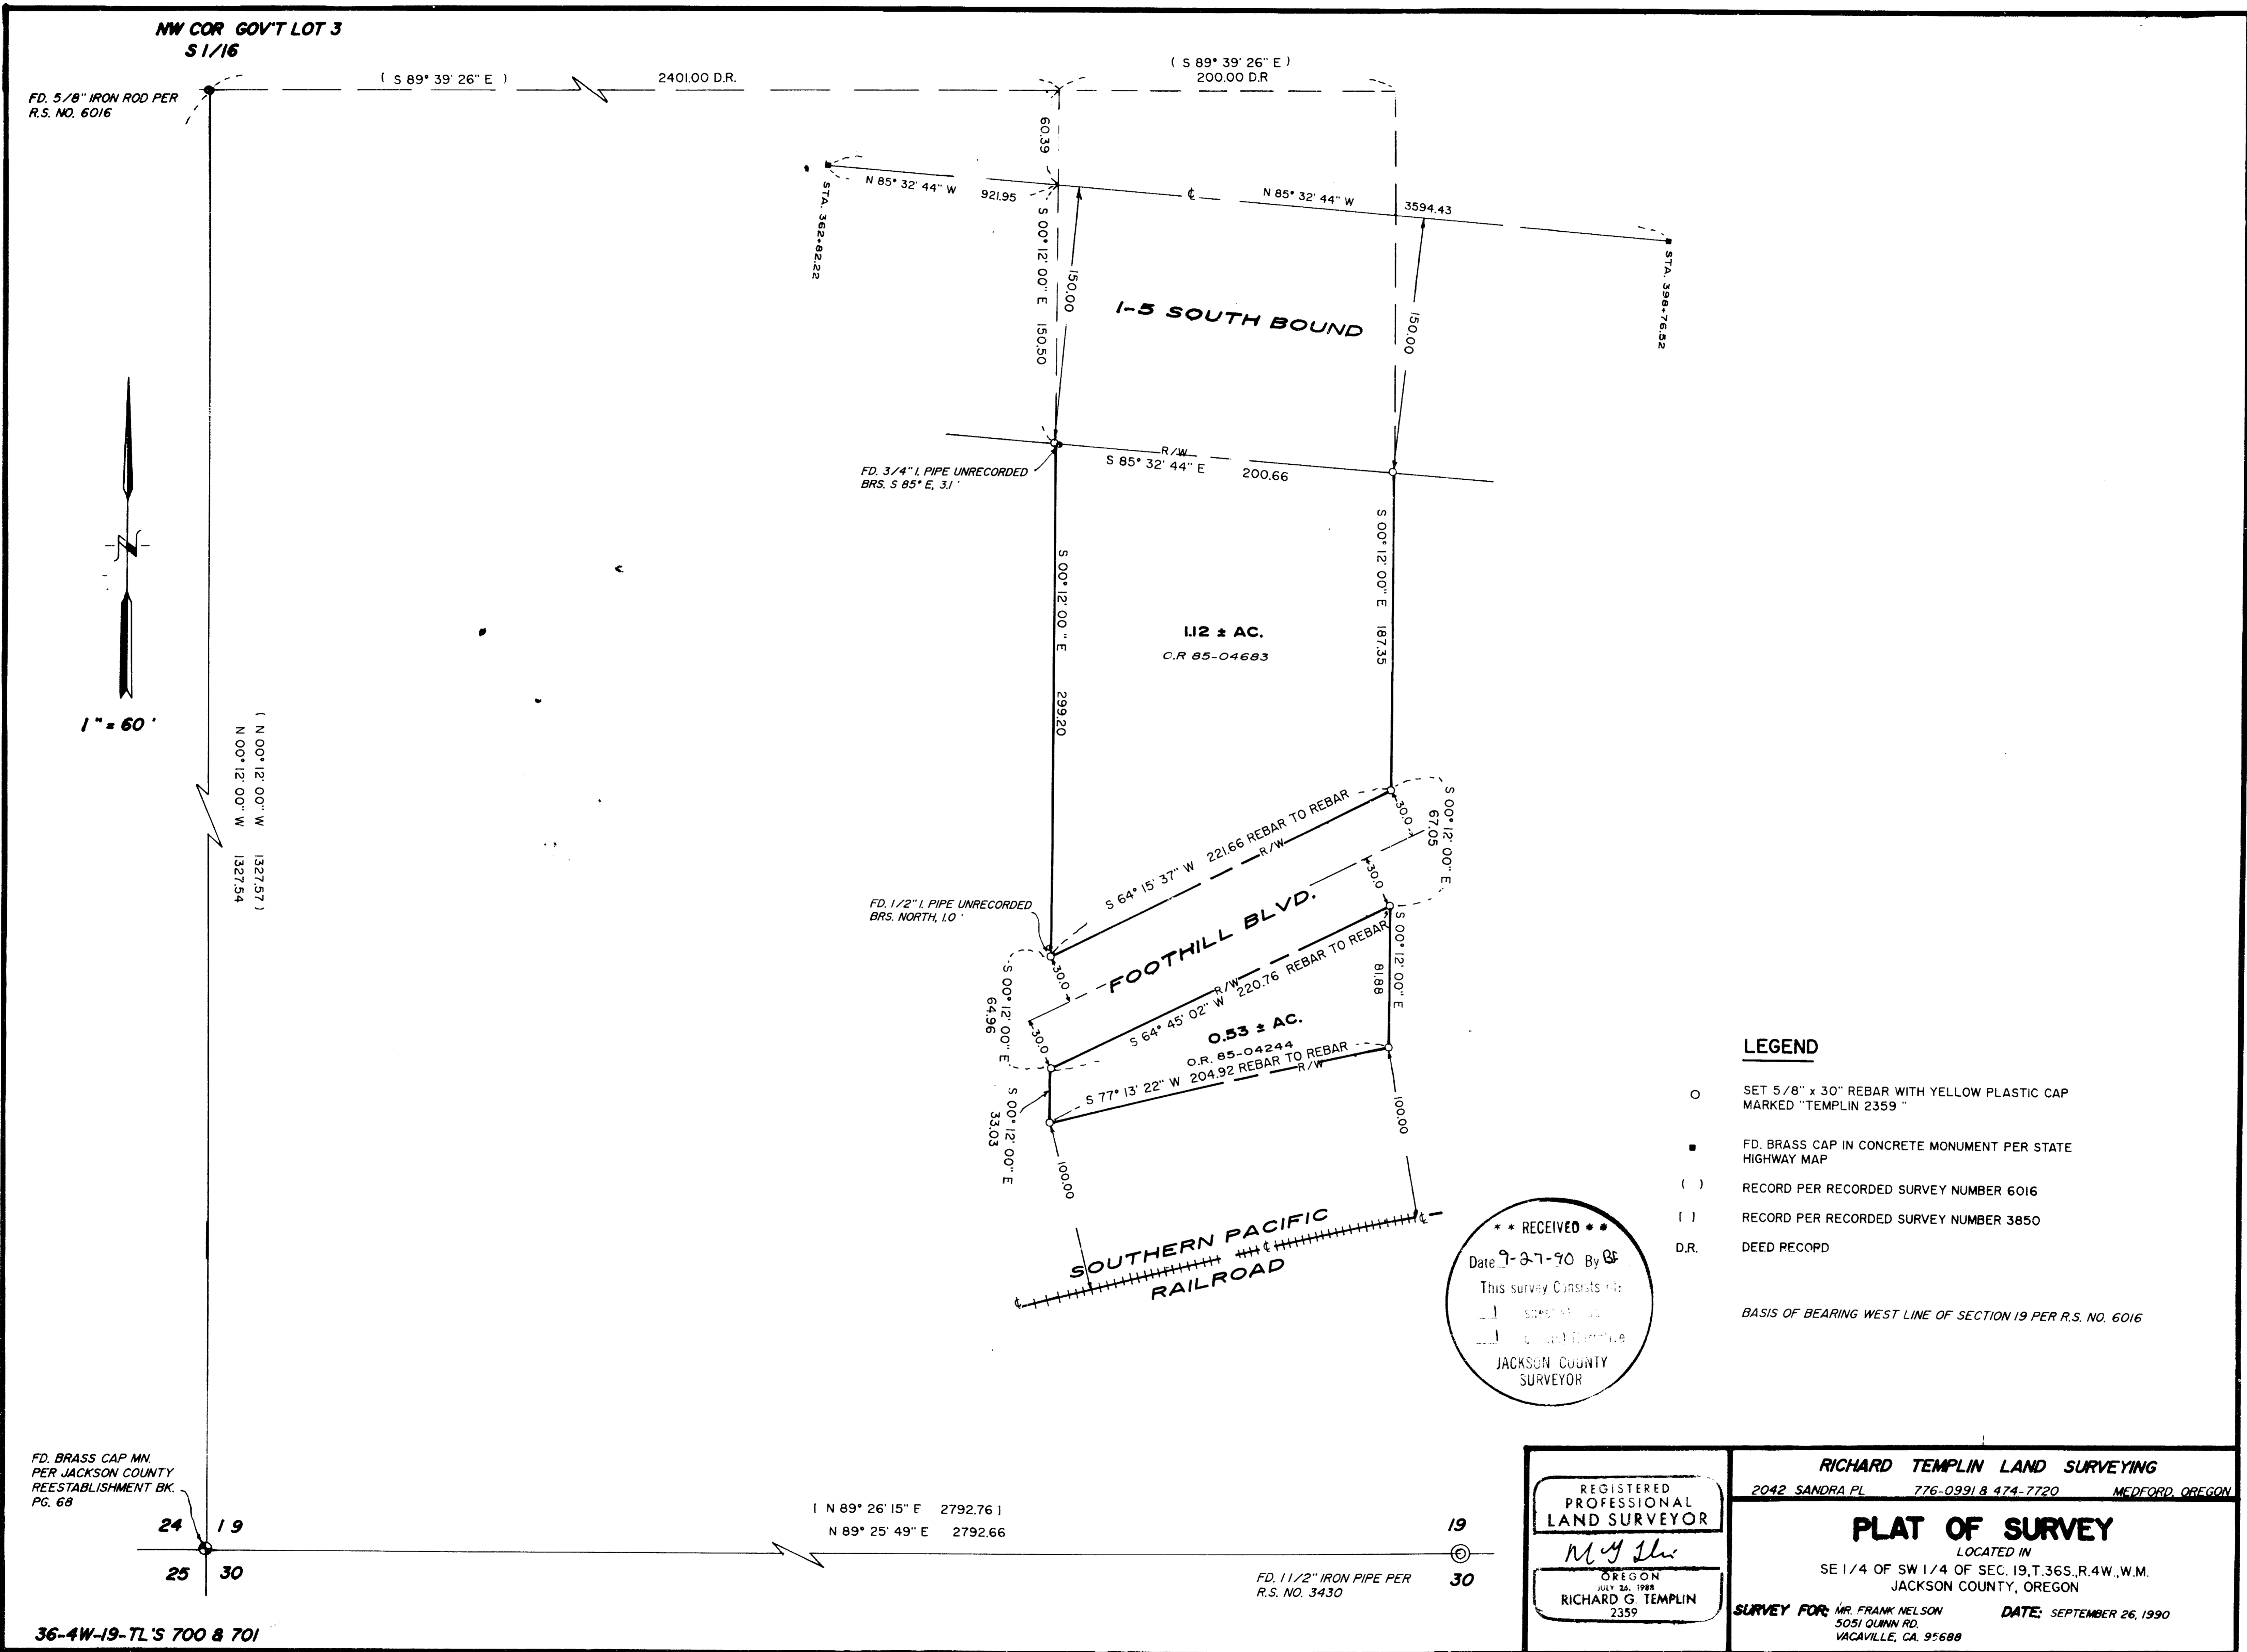 NW COR GOV'T LOT 3
S 1/16
FD. 5/8" IRON ROD PER
R.S. NO. 6016
( S 89° 39' 26" E )
2401.00 D.R.
( S 89° 39' 26" E )
200.00 D.R
60.39
STA. 362+82.22
N 85° 32' 44" W
921.95
℄
N 85° 32' 44" W
3594.43
STA. 398+76.52
S 00° 12' 00" E 150.50
150.00
I-5 SOUTH BOUND
150.00
R/W
S 85° 32' 44" E
200.66
FD. 3/4" I. PIPE UNRECORDED
BRS. S 85° E, 3.1'
N
1" = 60'
S 00° 12' 00" E 299.20
S 00° 12' 00" E 187.35
1.12 ± AC.
O.R 85-04683
( N 00° 12' 00" W 1327.57 )
N 00° 12' 00" W 1327.54
S 64° 15' 37" W 221.66 REBAR TO REBAR
R/W
30.0
S 00° 12' 00" E
67.05
30.0
FD. 1/2" I. PIPE UNRECORDED
BRS. NORTH, 1.0'
30.0
FOOTHILL BLVD.
S 00° 12' 00" E
64.96
30.0
R/W
S 64° 45' 02" W 220.76 REBAR TO REBAR
S 00° 12' 00" E
81.88
0.53 ± AC.
O.R. 85-04244
S 77° 13' 22" W 204.92 REBAR TO REBAR
R/W
S 00° 12' 00" E
33.03
100.00
100.00
SOUTHERN PACIFIC
℄
℄
℄
RAILROAD
LEGEND
SET 5/8" x 30" REBAR WITH YELLOW PLASTIC CAP
MARKED "TEMPLIN 2359 "
FD. BRASS CAP IN CONCRETE MONUMENT PER STATE
HIGHWAY MAP
( ) RECORD PER RECORDED SURVEY NUMBER 6016
[ ] RECORD PER RECORDED SURVEY NUMBER 3850
D.R. DEED RECORD
BASIS OF BEARING WEST LINE OF SECTION 19 PER R.S. NO. 6016
* * RECEIVED * *
Date 9-27-90 By
This survey Consists
1
1
JACKSON COUNTY
SURVEYOR
FD. BRASS CAP MN.
PER JACKSON COUNTY
REESTABLISHMENT BK.
PG. 68
24 19
25 30
[ N 89° 26' 15" E 2792.76 ]
N 89° 25' 49" E 2792.66
19
30
FD. 1 1/2" IRON PIPE PER
R.S. NO. 3430
36-4W-19-TL'S 700 & 701
REGISTERED
PROFESSIONAL
LAND SURVEYOR
OREGON
JULY 26, 1988
RICHARD G. TEMPLIN
2359
RICHARD TEMPLIN LAND SURVEYING
2042 SANDRA PL 776-0991 & 474-7720 MEDFORD, OREGON
PLAT OF SURVEY
LOCATED IN
SE 1/4 OF SW 1/4 OF SEC. 19, T.36S., R.4W., W.M.
JACKSON COUNTY, OREGON
SURVEY FOR: MR. FRANK NELSON DATE: SEPTEMBER 26, 1990
5051 QUINN RD.
VACAVILLE, CA. 95688